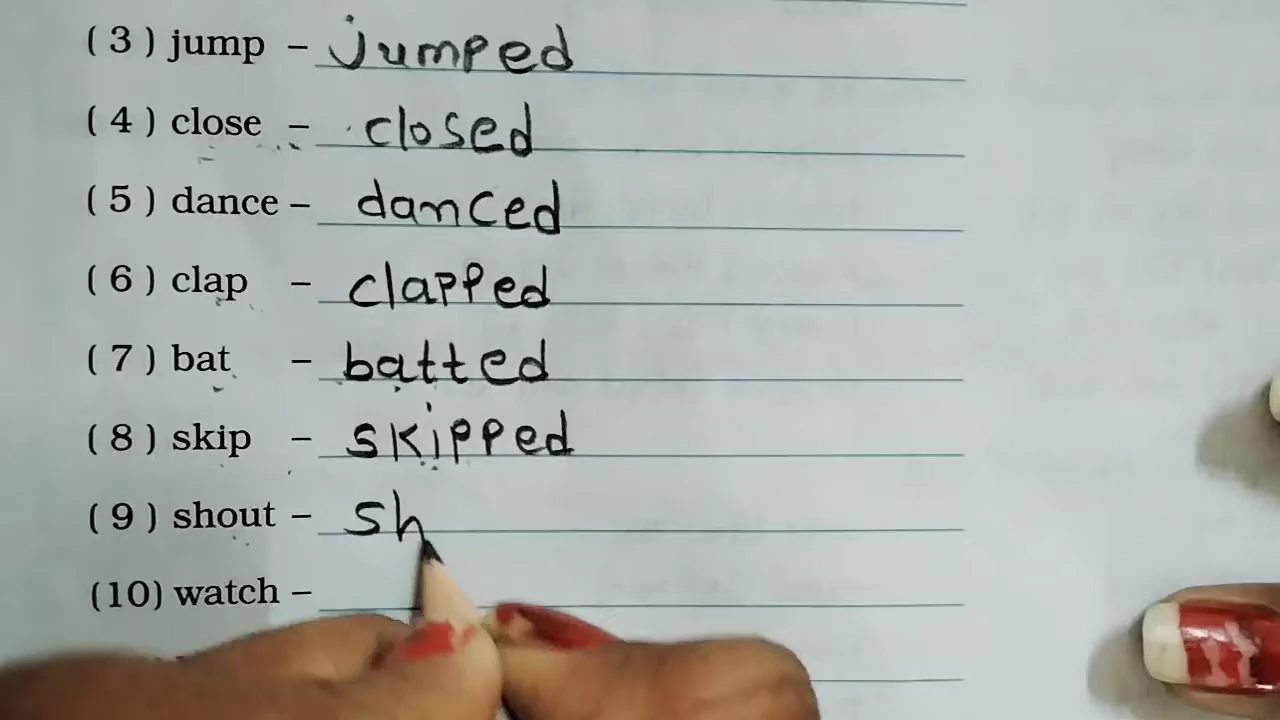 ( 3 ) jump – jumped
( 4 ) close – closed
( 5 ) dance – danced
( 6 ) clap – clapped
( 7 ) bat – batted
( 8 ) skip – skipped
( 9 ) shout – sh
(10) watch –